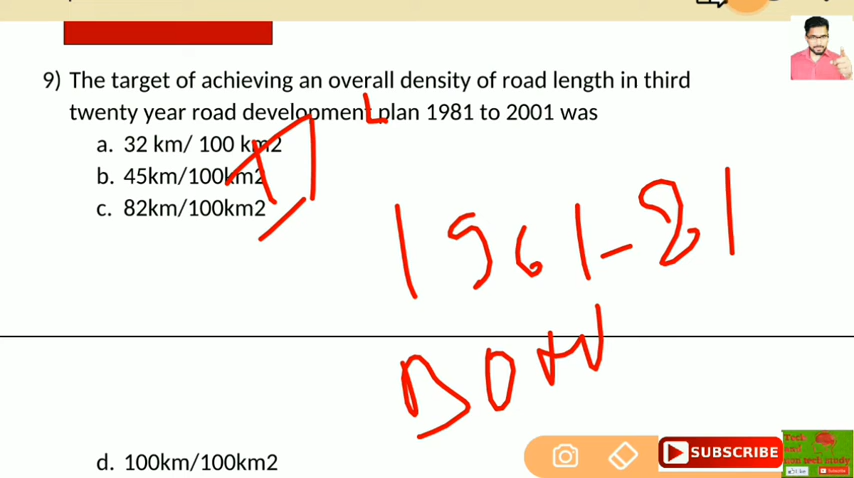 9) The target of achieving an overall density of road length in third
twenty year road development plan 1981 to 2001 was
a. 32 km/ 100 km2
b. 45km/100km2
c. 82km/100km2
1961-81
d. 100km/100km2
SUBSCRIBE